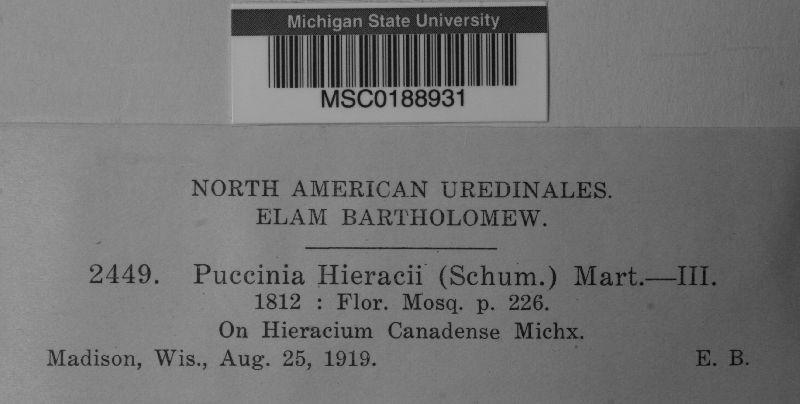 Michigan State University
MSC0188931
NORTH AMERICAN UREDINALES.
ELAM BARTHOLOMEW.
2449. Puccinia Hieracii (Schum.) Mart.—III.
1812 : Flor. Mosq. p. 226.
On Hieracium Canadense Michx.
Madison, Wis., Aug. 25, 1919. E. B.